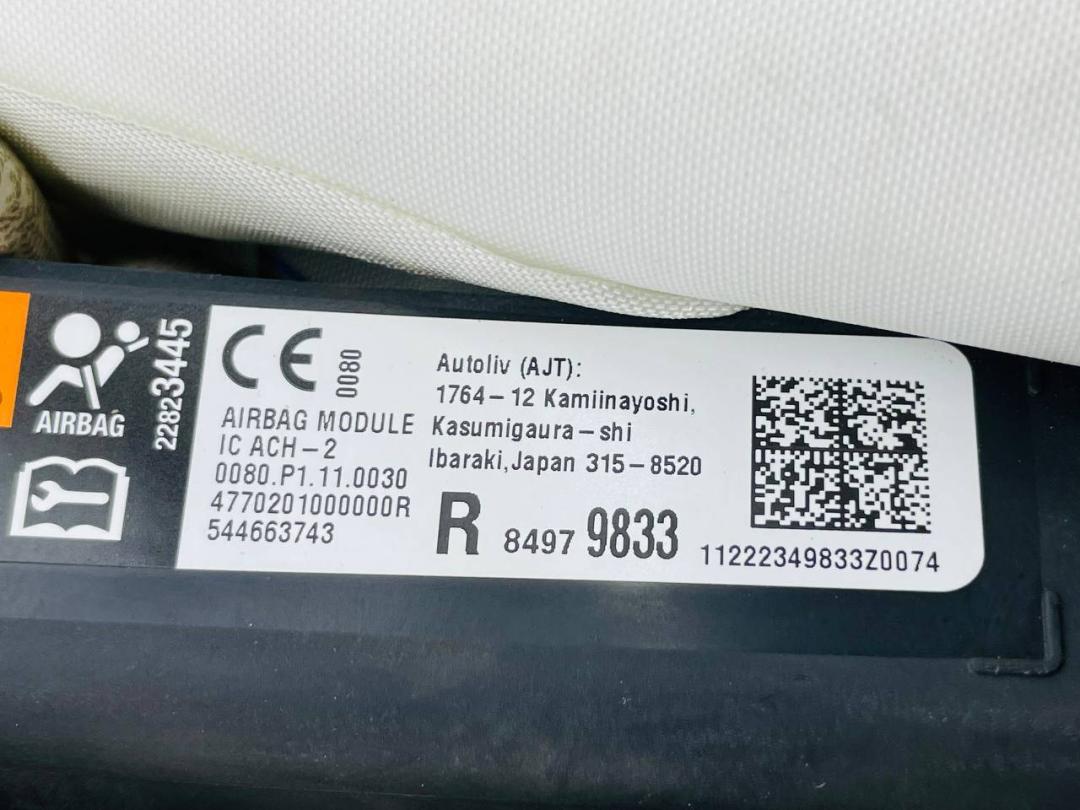 AIRBAG
22823445
CE
0080
AIRBAG MODULE
IC ACH-2
0080.P1.11.0030
4770201000000R
544663743
Autoliv (AJT):
1764-12 Kamiinayoshi,
Kasumigaura-shi
Ibaraki,Japan 315-8520
R 8497 9833
11222349833Z0074